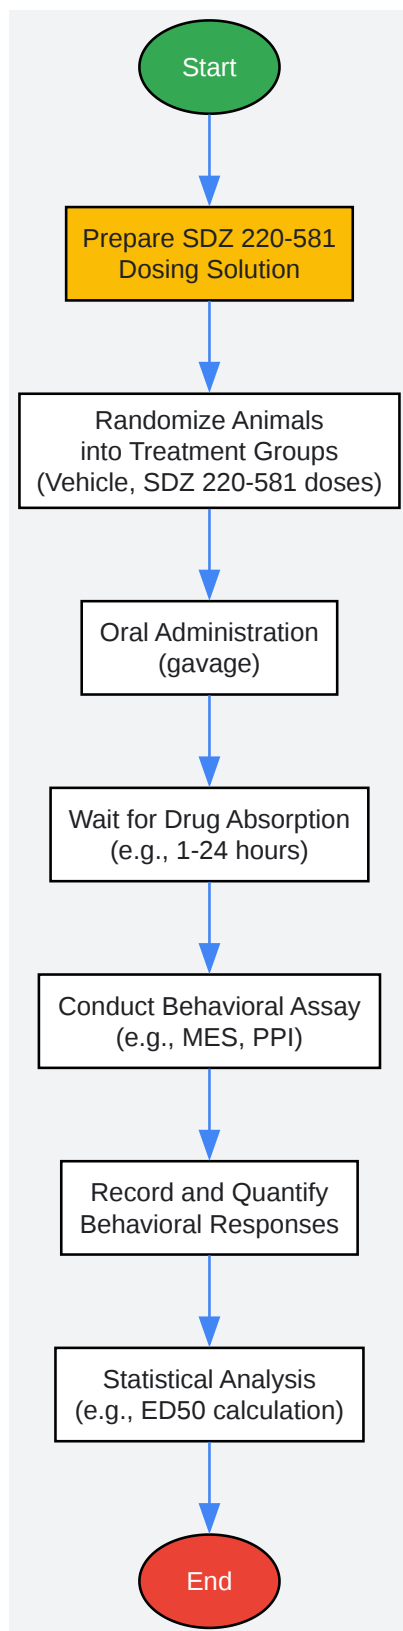 Start
Prepare SDZ 220-581
Dosing Solution
Randomize Animals
into Treatment Groups
(Vehicle, SDZ 220-581 doses)
Oral Administration
(gavage)
Wait for Drug Absorption
(e.g., 1-24 hours)
Conduct Behavioral Assay
(e.g., MES, PPI)
Record and Quantify
Behavioral Responses
Statistical Analysis
(e.g., ED50 calculation)
End